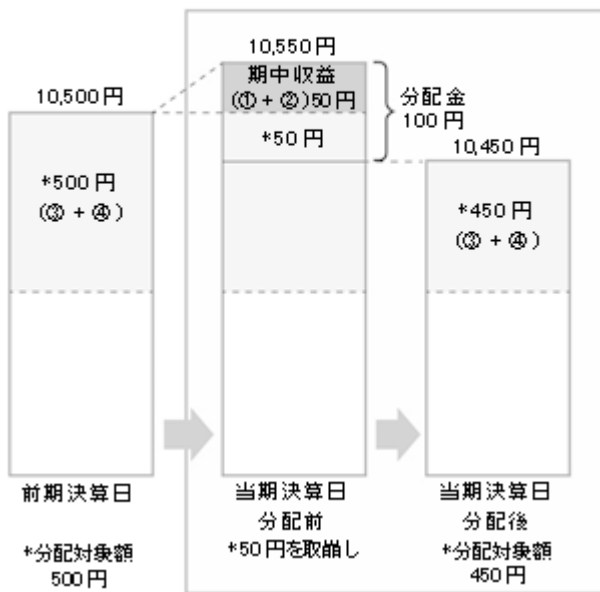 10,500円
*500円
(③+④)
前期決算日
*分配対象額
500円
10,550円
期中収益
(①+②)50円
*50円
分配金
100円
当期決算日
分配前
*50円を取崩し
10,450円
*450円
(③+④)
当期決算日
分配後
*分配対象額
450円